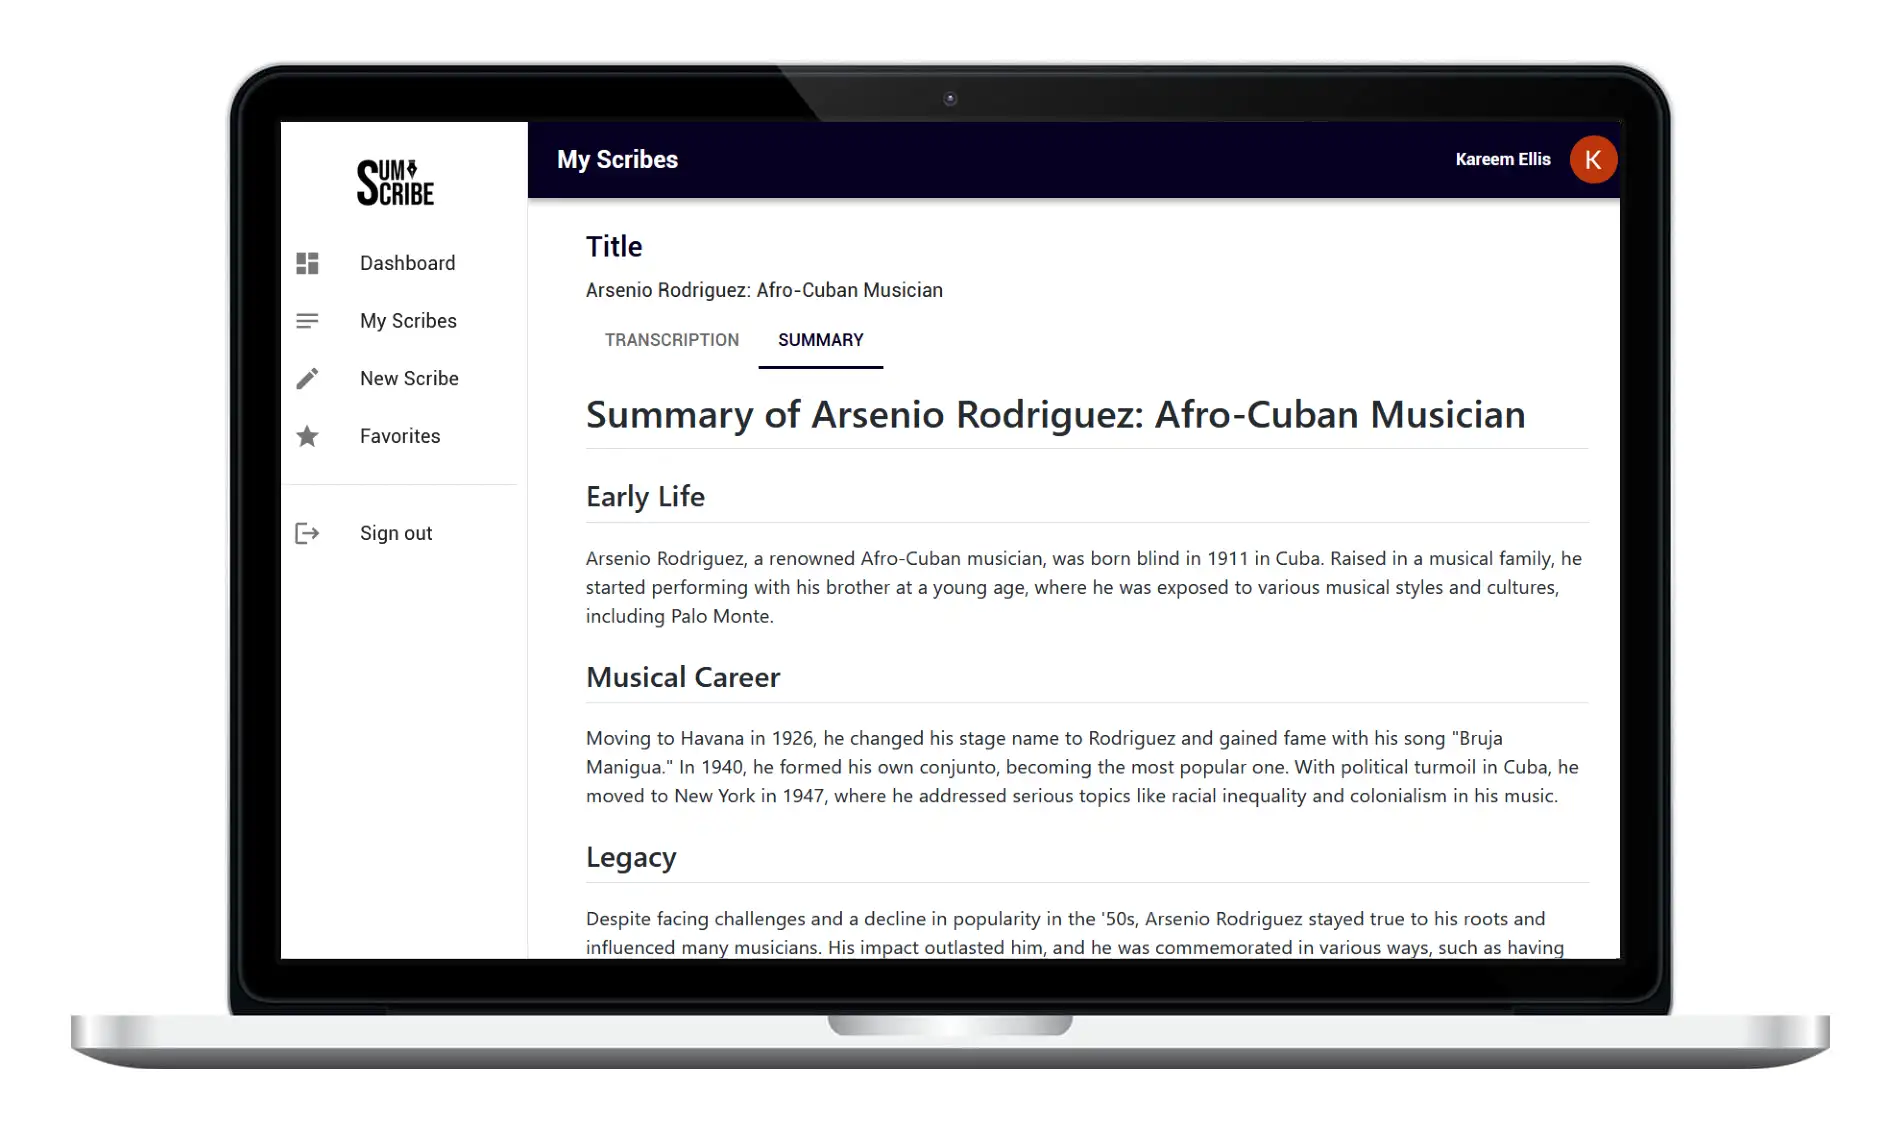 SUM
SCRIBE
Dashboard
My Scribes
New Scribe
Favorites
Sign out
My Scribes
Kareem Ellis
K
Title
Arsenio Rodriguez: Afro-Cuban Musician
TRANSCRIPTION
SUMMARY
Summary of Arsenio Rodriguez: Afro-Cuban Musician
Early Life
Arsenio Rodriguez, a renowned Afro-Cuban musician, was born blind in 1911 in Cuba. Raised in a musical family, he
started performing with his brother at a young age, where he was exposed to various musical styles and cultures,
including Palo Monte.
Musical Career
Moving to Havana in 1926, he changed his stage name to Rodriguez and gained fame with his song "Bruja
Manigua." In 1940, he formed his own conjunto, becoming the most popular one. With political turmoil in Cuba, he
moved to New York in 1947, where he addressed serious topics like racial inequality and colonialism in his music.
Legacy
Despite facing challenges and a decline in popularity in the '50s, Arsenio Rodriguez stayed true to his roots and
influenced many musicians. His impact outlasted him, and he was commemorated in various ways, such as having